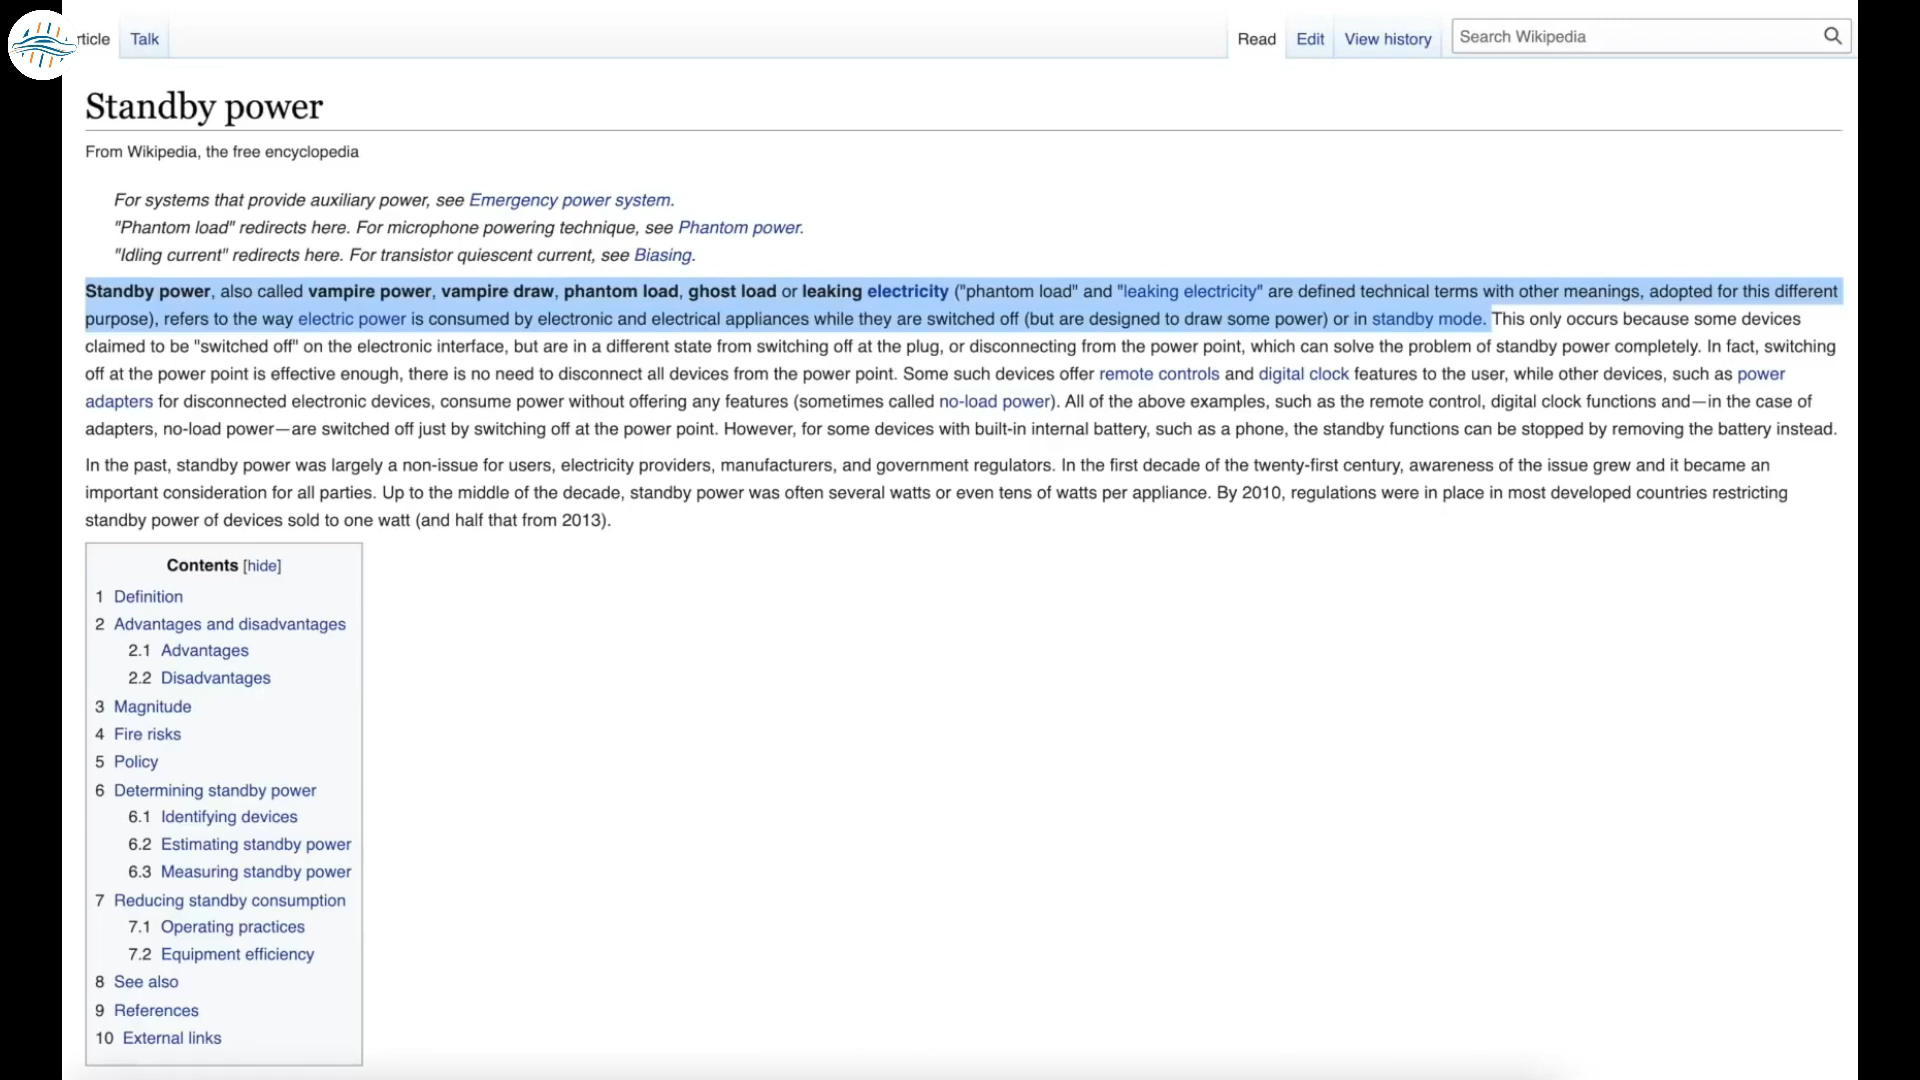 rticle Talk Read Edit View history Search Wikipedia
Standby power
From Wikipedia, the free encyclopedia
For systems that provide auxiliary power, see Emergency power system.
"Phantom load" redirects here. For microphone powering technique, see Phantom power.
"Idling current" redirects here. For transistor quiescent current, see Biasing.
Standby power, also called vampire power, vampire draw, phantom load, ghost load or leaking electricity ("phantom load" and "leaking electricity" are defined technical terms with other meanings, adopted for this different
purpose), refers to the way electric power is consumed by electronic and electrical appliances while they are switched off (but are designed to draw some power) or in standby mode. This only occurs because some devices
claimed to be "switched off" on the electronic interface, but are in a different state from switching off at the plug, or disconnecting from the power point, which can solve the problem of standby power completely. In fact, switching
off at the power point is effective enough, there is no need to disconnect all devices from the power point. Some such devices offer remote controls and digital clock features to the user, while other devices, such as power
adapters for disconnected electronic devices, consume power without offering any features (sometimes called no-load power). All of the above examples, such as the remote control, digital clock functions and—in the case of
adapters, no-load power—are switched off just by switching off at the power point. However, for some devices with built-in internal battery, such as a phone, the standby functions can be stopped by removing the battery instead.
In the past, standby power was largely a non-issue for users, electricity providers, manufacturers, and government regulators. In the first decade of the twenty-first century, awareness of the issue grew and it became an
important consideration for all parties. Up to the middle of the decade, standby power was often several watts or even tens of watts per appliance. By 2010, regulations were in place in most developed countries restricting
standby power of devices sold to one watt (and half that from 2013).
Contents [hide]
1 Definition
2 Advantages and disadvantages
2.1 Advantages
2.2 Disadvantages
3 Magnitude
4 Fire risks
5 Policy
6 Determining standby power
6.1 Identifying devices
6.2 Estimating standby power
6.3 Measuring standby power
7 Reducing standby consumption
7.1 Operating practices
7.2 Equipment efficiency
8 See also
9 References
10 External links